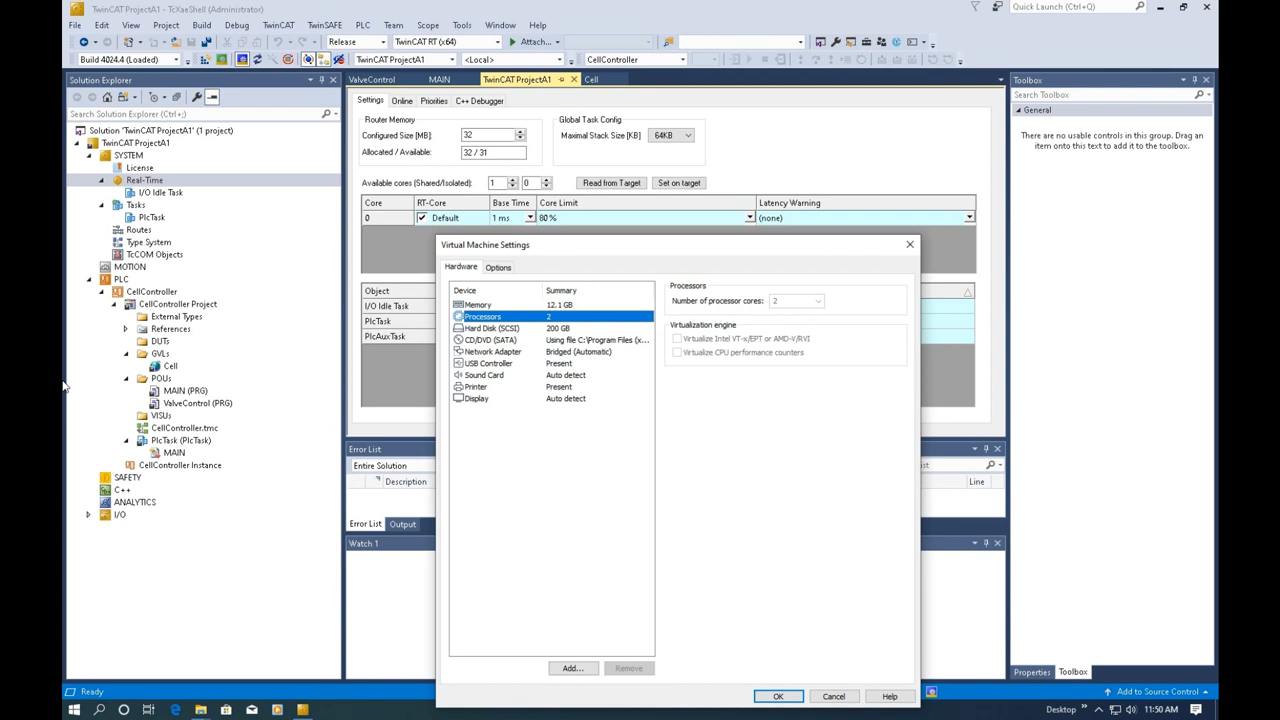 TwinCAT ProjectA1 - TcXaeShell (Administrator)
Quick Launch (Ctrl+;)
File Edit View Project Build Debug TwinCAT TwinSAFE PLC Team Scope Tools Window Help
Release TwinCAT RT (x64) Attach...
Build 4024.4 (Loaded) TwinCAT ProjectA1 <Local> CellController
Solution Explorer
Search Solution Explorer (Ctrl+;)
Solution 'TwinCAT ProjectA1' (1 project)
TwinCAT ProjectA1
SYSTEM
License
Real-Time
I/O Idle Task
Tasks
PlcTask
Routes
Type System
TcCOM Objects
MOTION
PLC
CellController
CellController Project
External Types
References
DUTs
GVLs
Cell
POUs
MAIN (PRG)
ValveControl (PRG)
VISUs
CellController.tmc
PlcTask (PlcTask)
MAIN
CellController Instance
SAFETY
C++
ANALYTICS
I/O
ValveControl MAIN TwinCAT ProjectA1 Cell
Settings Online Priorities C++ Debugger
Router Memory
Configured Size [MB]: 32
Allocated / Available: 32 / 31
Global Task Config
Maximal Stack Size [KB] 64KB
Available cores (Shared/Isolated): 1 0 Read from Target Set on target
Core RT-Core Base Time Core Limit Latency Warning
0 Default 1 ms 80 % (none)
Object
I/O Idle Task
PlcTask
PlcAuxTask
Virtual Machine Settings
Hardware Options
Device Summary
Memory 12.1 GB
Processors 2
Hard Disk (SCSI) 200 GB
CD/DVD (SATA) Using file C:\Program Files (x...
Network Adapter Bridged (Automatic)
USB Controller Present
Sound Card Auto detect
Printer Present
Display Auto detect
Processors
Number of processor cores: 2
Virtualization engine
Virtualize Intel VT-x/EPT or AMD-V/RVI
Virtualize CPU performance counters
Add... Remove
OK Cancel Help
Error List
Entire Solution
Description
Line
Error List Output
Watch 1
Toolbox
Search Toolbox
General
There are no usable controls in this group. Drag an
item onto this text to add it to the toolbox.
Properties Toolbox
Ready
Add to Source Control
Desktop 11:50 AM